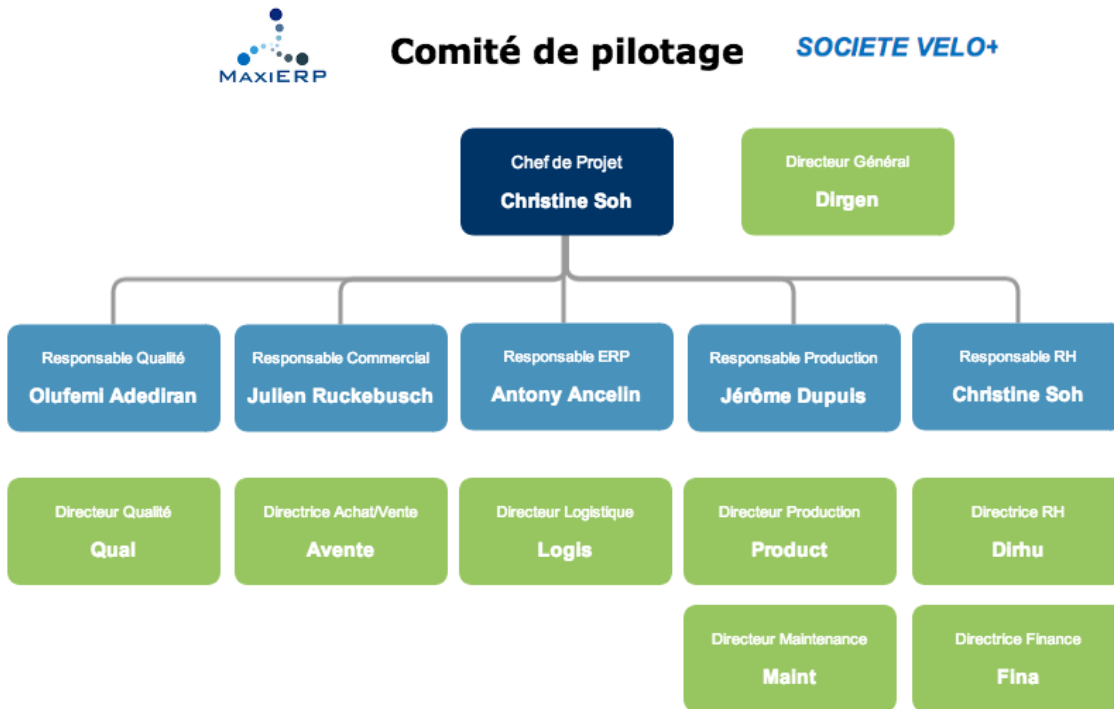 MAXIERP
Comité de pilotage
SOCIETE VELO+
Chef de Projet
Christine Soh
Directeur Général
Dirgen
Responsable Qualité
Olufemi Adediran
Responsable Commercial
Julien Ruckebusch
Responsable ERP
Antony Ancelin
Responsable Production
Jérôme Dupuis
Responsable RH
Christine Soh
Directeur Qualité
Qual
Directrice Achat/Vente
Avente
Directeur Logistique
Logis
Directeur Production
Product
Directrice RH
Dirhu
Directeur Maintenance
Maint
Directrice Finance
Fina